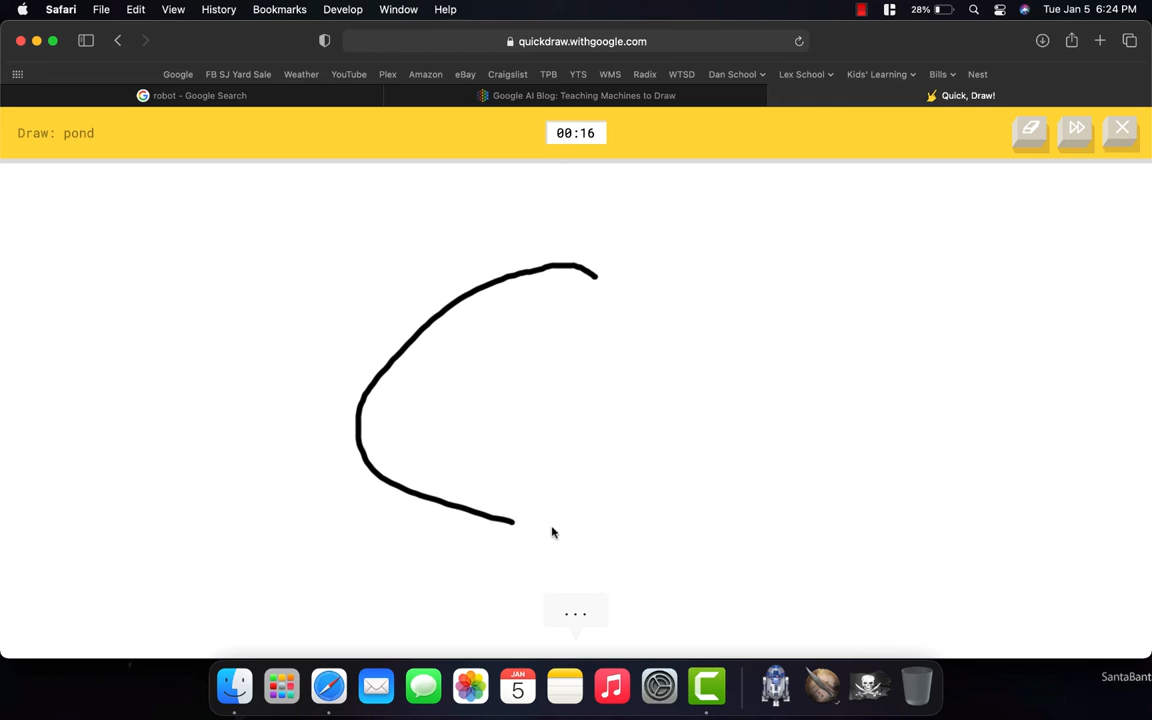 Safari File Edit View History Bookmarks Develop Window Help 28% Tue Jan 5 6:24 PM
quickdraw.withgoogle.com
Google FB SJ Yard Sale Weather YouTube Plex Amazon eBay Craigslist TPB YTS WMS Radix WTSD Dan School Lex School Kids' Learning Bills Nest
robot - Google Search Google AI Blog: Teaching Machines to Draw Quick, Draw!
Draw: pond 00:16
...
JAN
5
SantaBant